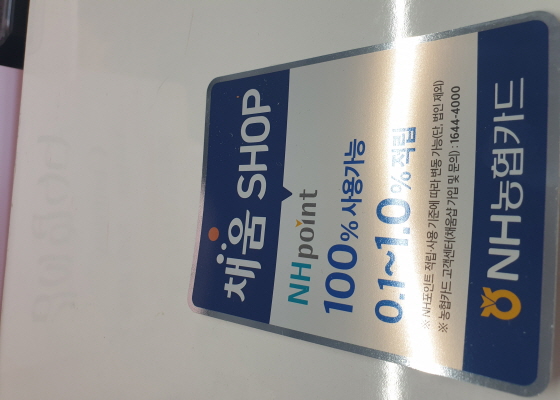 채움 SHOP
NHpoint
100% 사용가능
0.1~1.0% 적립
※ NH포인트 적립·사용 기준에 따라 변동 가능(단, 법인 제외)
※ 농협카드 고객센터(채움샵 가입 및 문의) : 1644-4000
NH농협카드